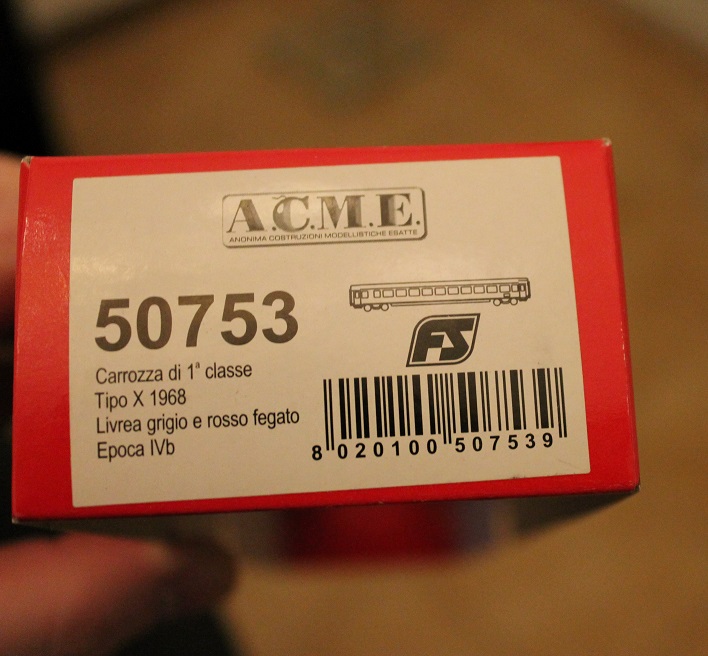 A.C.M.E.
ANONIMA COSTRUZIONI MODELLISTICHE ESATTE
50753
FS
Carrozza di 1ª classe
Tipo X 1968
Livrea grigio e rosso fegato
Epoca IVb
8 020100 507539